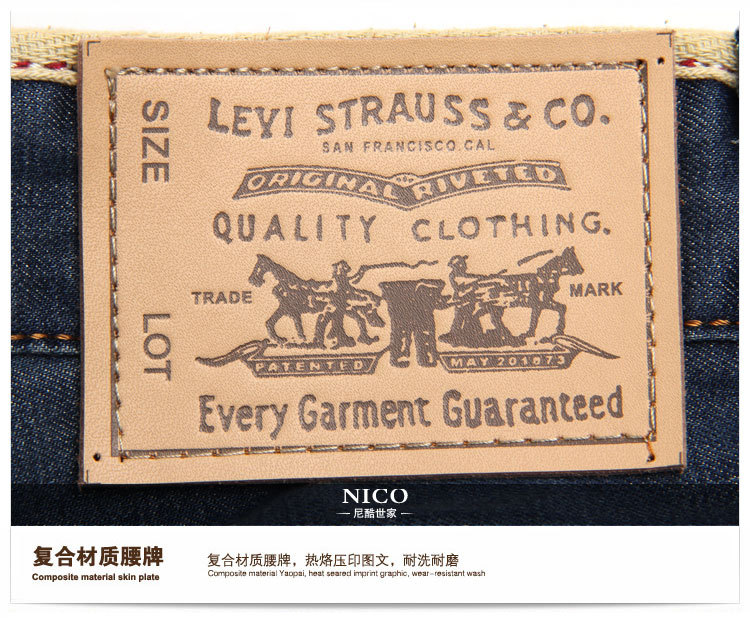 SIZE
LOT
LEVI STRAUSS & CO.
SAN FRANCISCO.CAL
ORIGINAL RIVETED
QUALITY CLOTHING.
TRADE MARK
PATENTED MAY 20 1873
Every Garment Guaranteed
NICO
尼酷世家
复合材质腰牌
Composite material skin plate
复合材质腰牌，热烙压印图文，耐洗耐磨
Composite material Yaopai, heat seared imprint graphic, wear-resistant wash